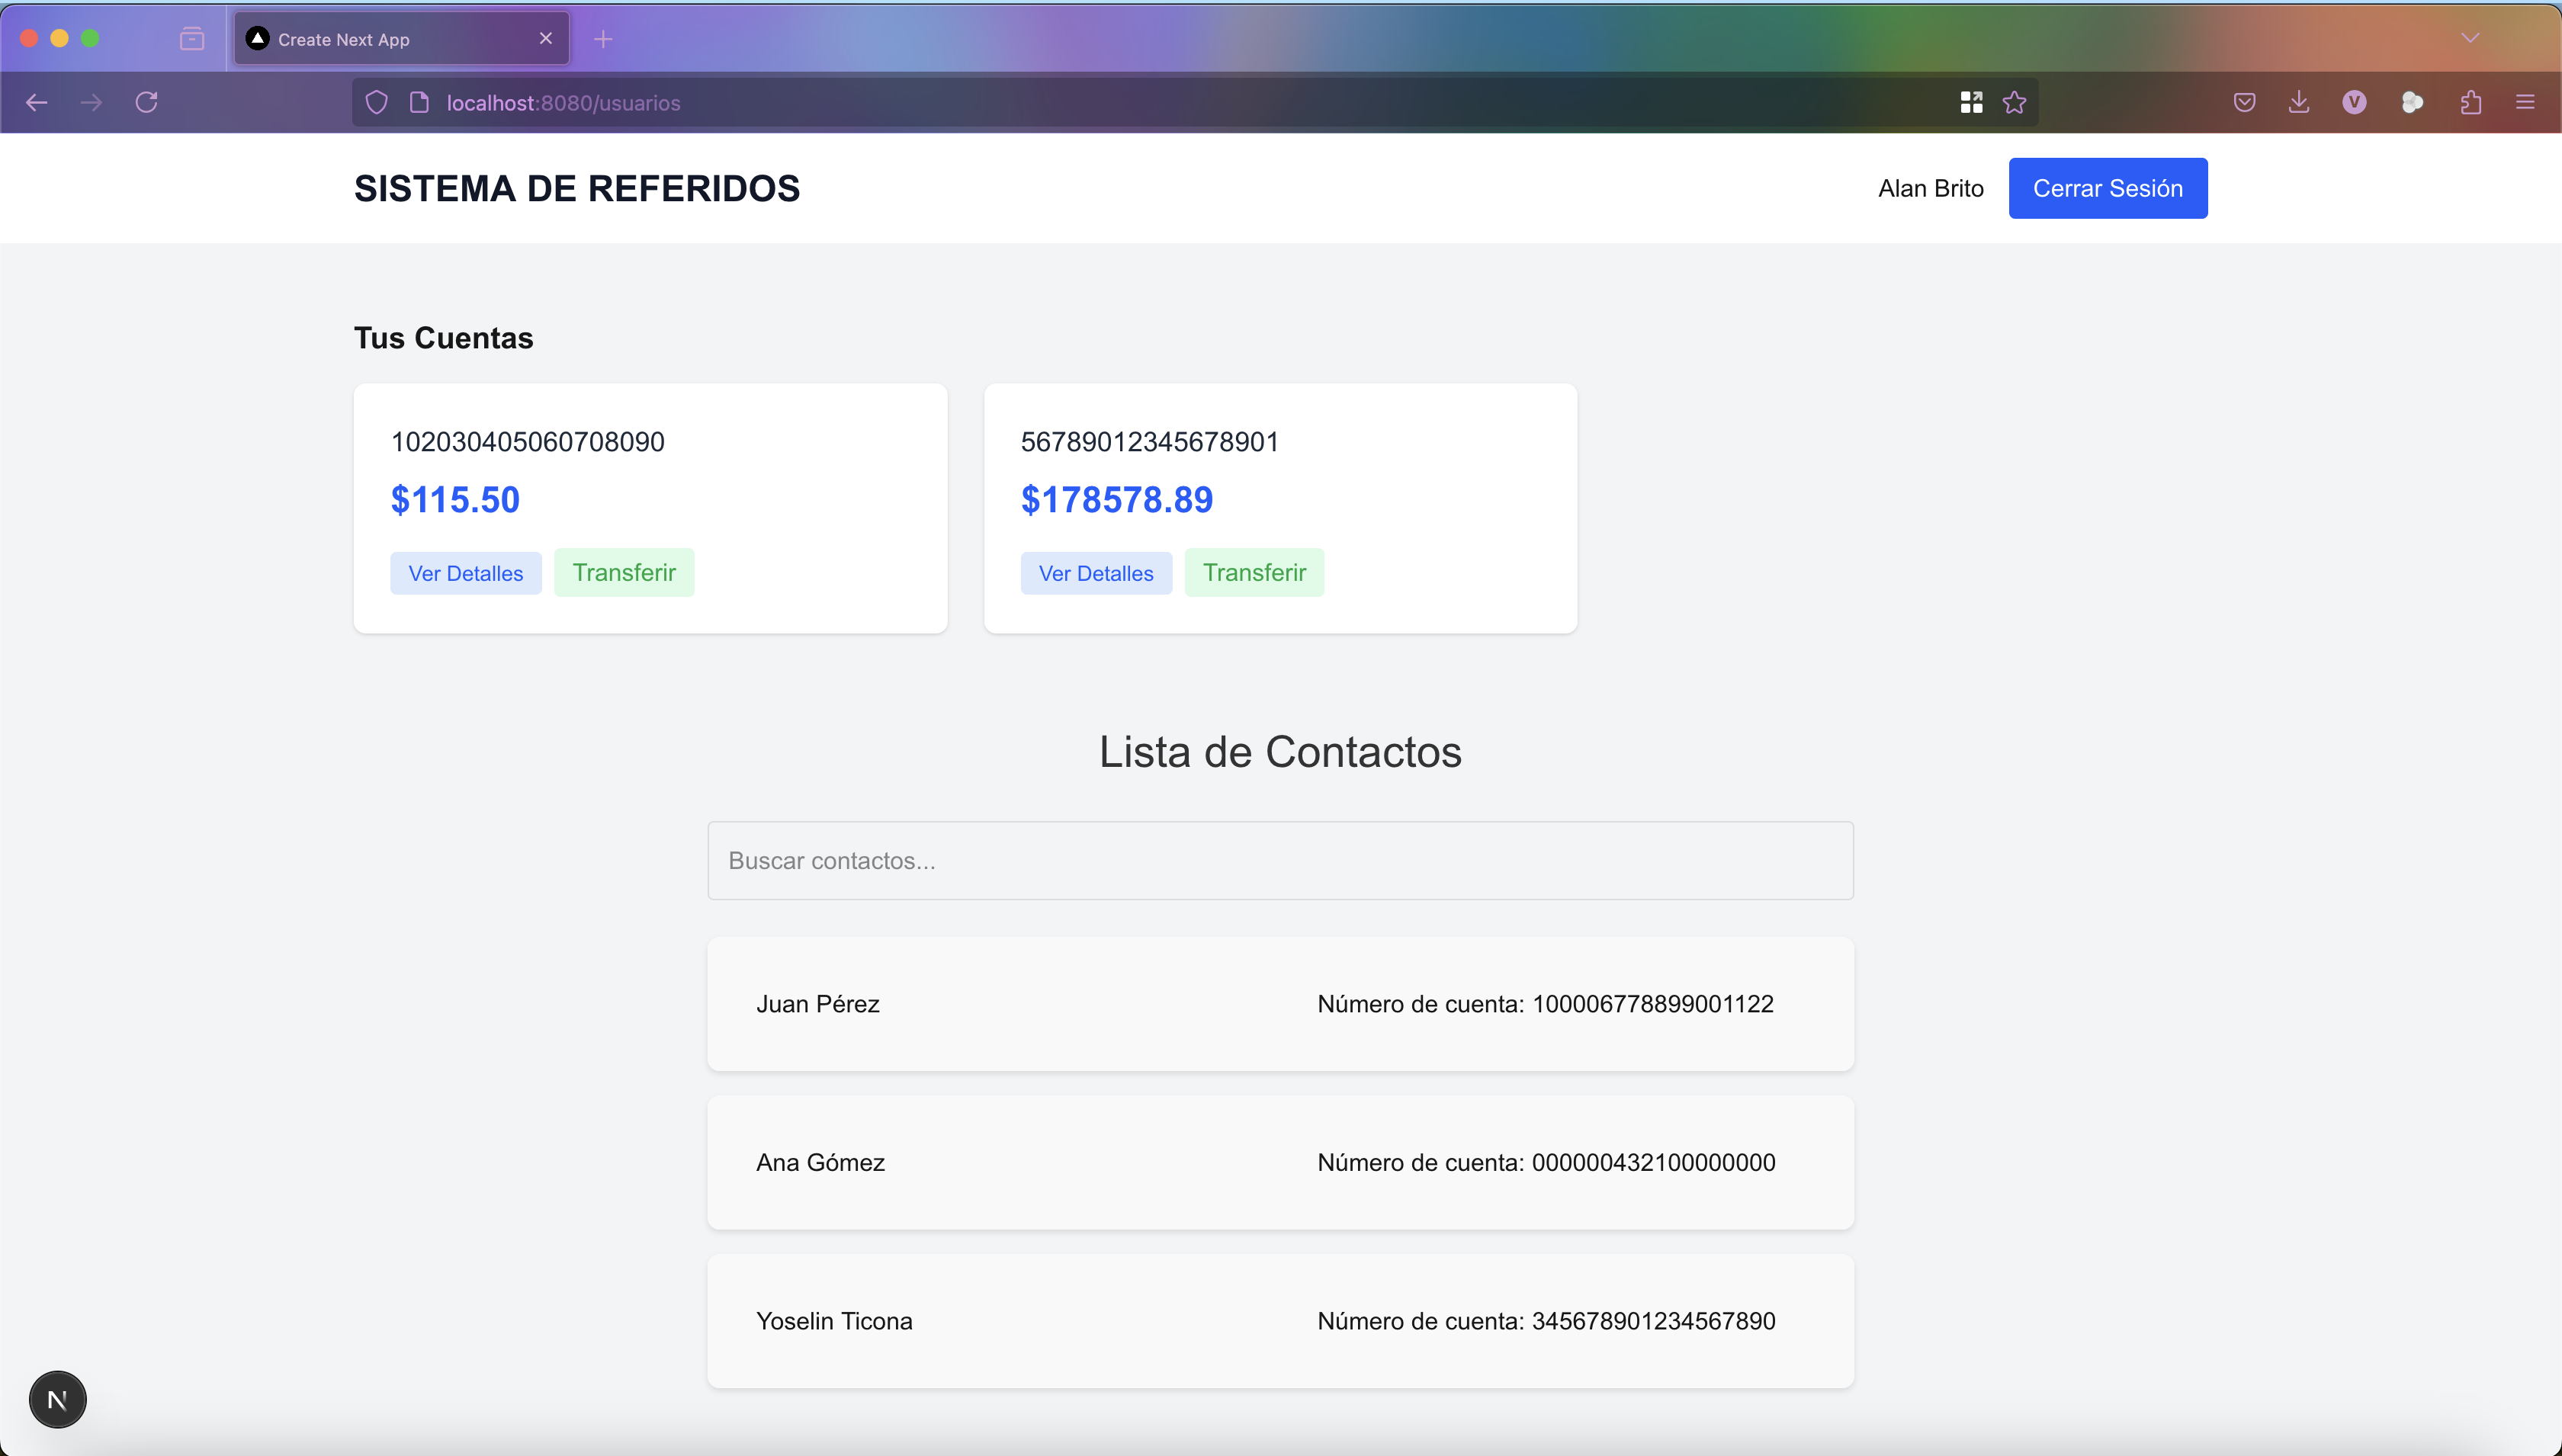 Create Next App
localhost:8080/usuarios
V
SISTEMA DE REFERIDOS
Alan Brito
Cerrar Sesión
Tus Cuentas
102030405060708090
$115.50
Ver Detalles
Transferir
56789012345678901
$178578.89
Ver Detalles
Transferir
Lista de Contactos
Buscar contactos...
Juan Pérez
Número de cuenta: 100006778899001122
Ana Gómez
Número de cuenta: 000000432100000000
Yoselin Ticona
Número de cuenta: 345678901234567890
N